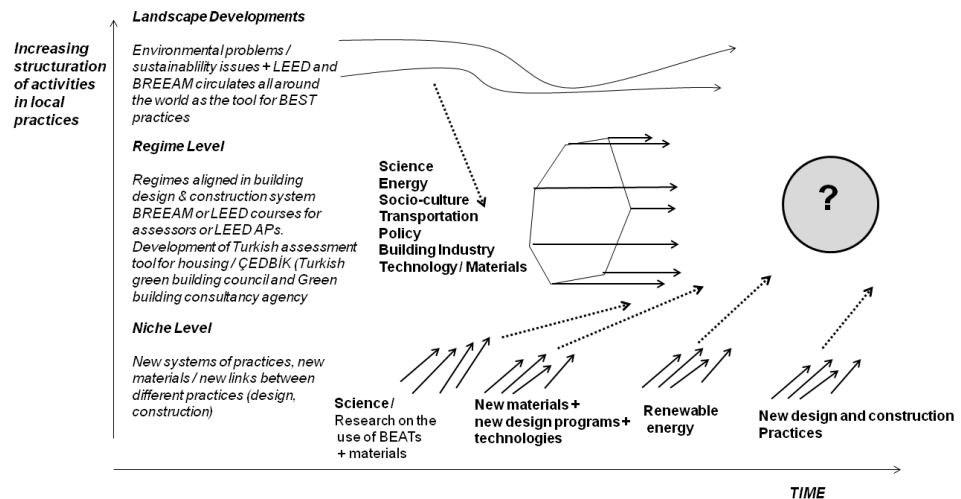 Landscape Developments
Increasing
structuration
of activities
in local
practices
Environmental problems /
sustainablility issues + LEED and
BREEAM circulates all around
the world as the tool for BEST
practices
Regime Level
Regimes aligned in building
design & construction system
BREEAM or LEED courses for
assessors or LEED APs.
Development of Turkish assessment
tool for housing / ÇEDBİK (Turkish
green building council and Green
building consultancy agency
Science
Energy
Socio-culture
Transportation
Policy
Building Industry
Technology / Materials
?
Niche Level
New systems of practices, new
materials / new links between
different practices (design,
construction)
Science /
Research on the
use of BEATs
+ materials
New materials +
new design programs +
technologies
Renewable
energy
New design and construction
Practices
TIME